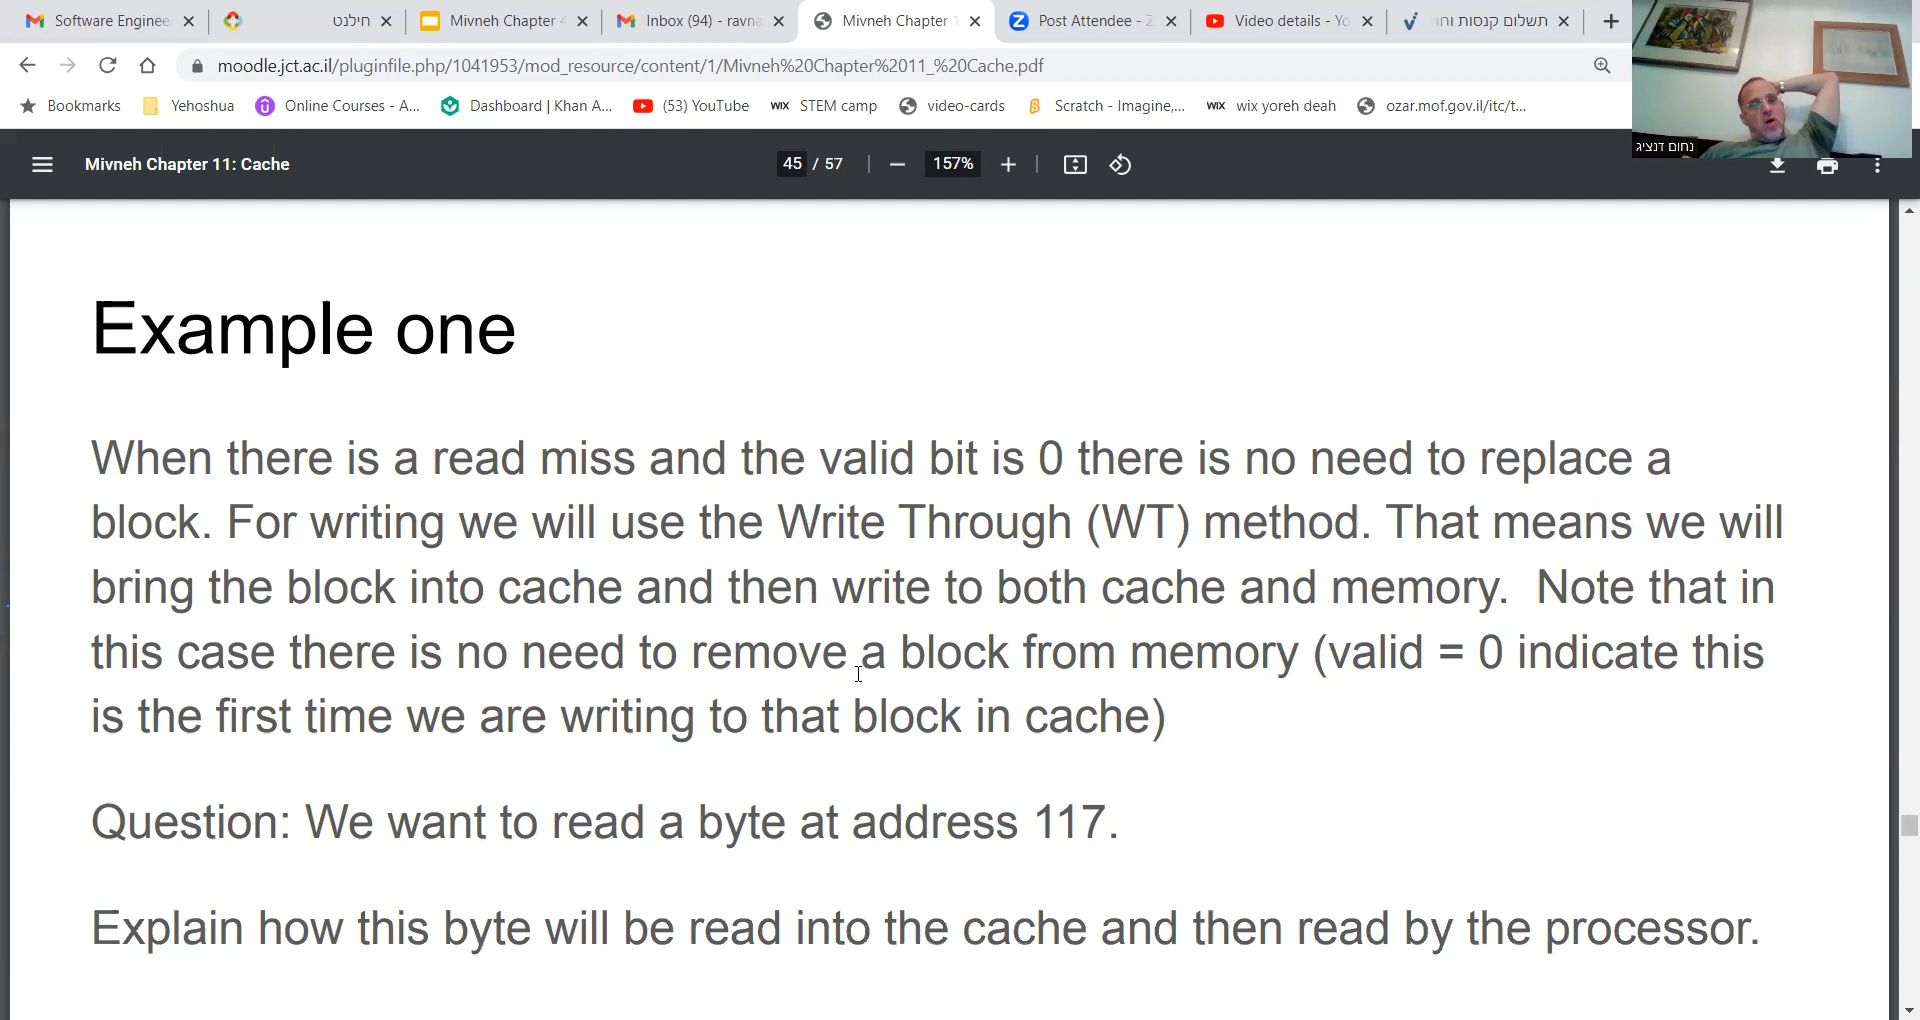 Software Enginee
חילנט
Mivneh Chapter 4
Inbox (94) - ravna
Mivneh Chapter 1
Post Attendee - Z
Video details - Yo
תשלום קנסות וחו
moodle.jct.ac.il/pluginfile.php/1041953/mod_resource/content/1/Mivneh%20Chapter%2011_%20Cache.pdf
Bookmarks
Yehoshua
Online Courses - A...
Dashboard | Khan A...
(53) YouTube
WIX STEM camp
video-cards
Scratch - Imagine,...
WIX wix yoreh deah
ozar.mof.gov.il/itc/t...
נחום דנציג
Mivneh Chapter 11: Cache
45 / 57
157%
Example one
When there is a read miss and the valid bit is 0 there is no need to replace a
block. For writing we will use the Write Through (WT) method. That means we will
bring the block into cache and then write to both cache and memory.  Note that in
this case there is no need to remove a block from memory (valid = 0 indicate this
is the first time we are writing to that block in cache)
Question: We want to read a byte at address 117.
Explain how this byte will be read into the cache and then read by the processor.